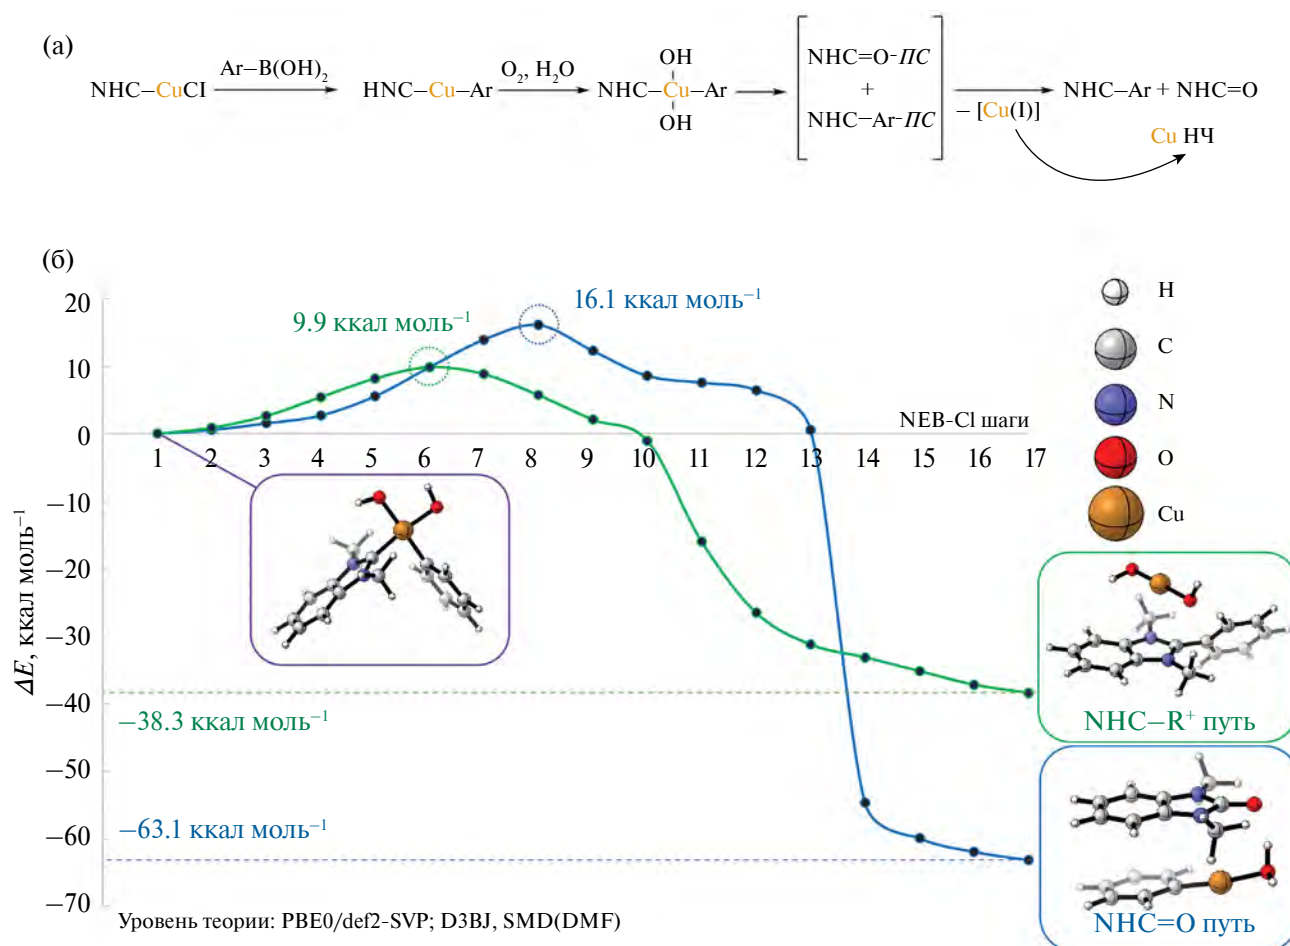 (а)
NHC–CuCl
Ar–B(OH)₂
HNC–Cu–Ar
O₂, H₂O
OH
NHC–Cu–Ar
OH
NHC=O-ПС
+
NHC–Ar-ПС
– [Cu(I)]
NHC–Ar + NHC=O
Cu НЧ
(б)
ΔE, ккал моль⁻¹
20
10
0
−10
−20
−30
−40
−50
−60
−70
9.9 ккал моль⁻¹
16.1 ккал моль⁻¹
NEB-Cl шаги
1 2 3 4 5 6 7 8 9 10 11 12 13 14 15 16 17
−38.3 ккал моль⁻¹
−63.1 ккал моль⁻¹
H
C
N
O
Cu
NHC–R⁺ путь
NHC=O путь
Уровень теории: PBE0/def2-SVP; D3BJ, SMD(DMF)